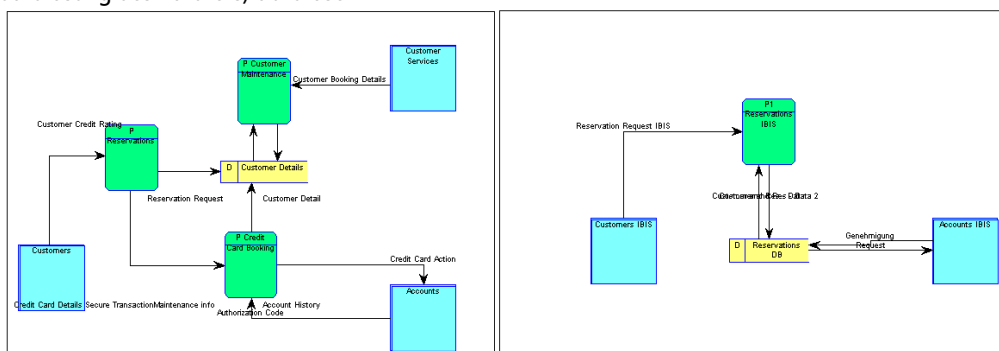 Customer
Services
P Customer
Maintenance
Customer Booking Details
Customer Credit Rating
P
Reservations
D Customer Details
Reservation Request
Customer Detail
P Credit
Card Booking
Customers
Credit Card Action
Accounts
Credit Card Details Secure Transaction Maintenance info
Account History
Authorization Code
P1
Reservations
IBIS
Reservation Request IBIS
Customers IBIS
D Reservations
DB
Genehmigung
Request
Accounts IBIS